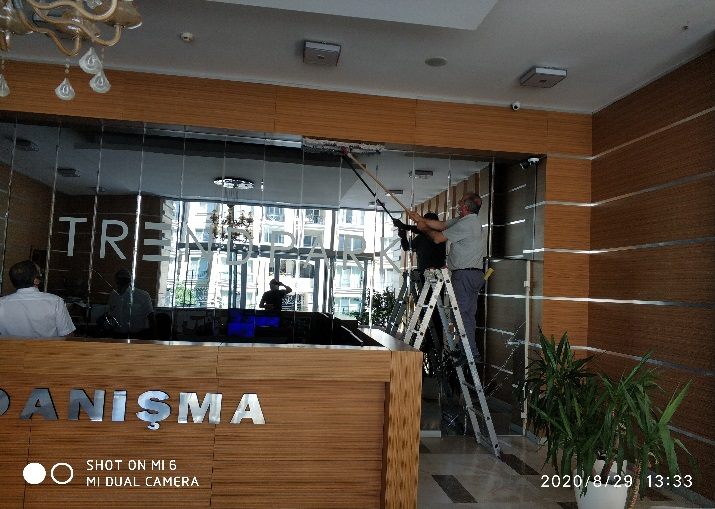 TRENDPARK
DANIŞMA
SHOT ON MI 6
MI DUAL CAMERA
2020/8/29 13:33